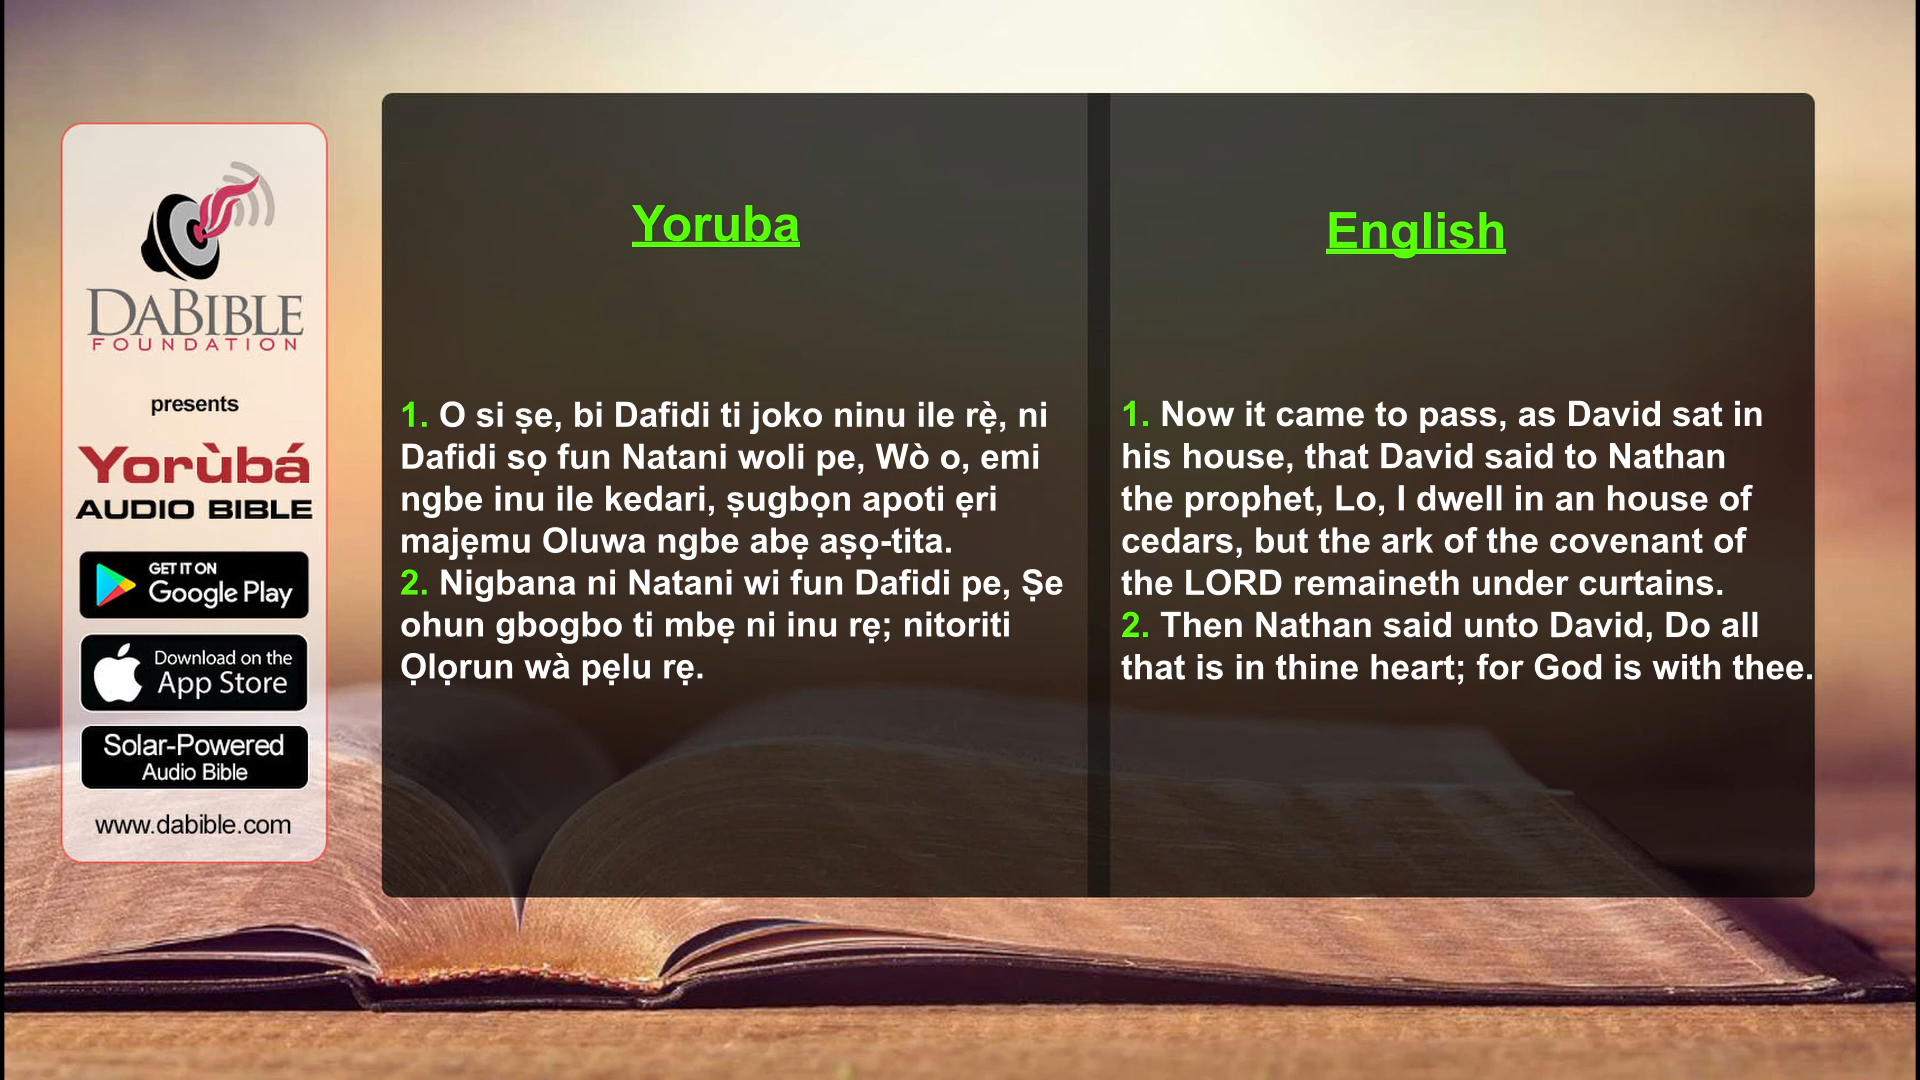 DABIBLE
FOUNDATION
presents
Yorùbá
AUDIO BIBLE
GET IT ON
Google Play
Download on the
App Store
Solar-Powered
Audio Bible
www.dabible.com
Yoruba
1. O si ṣe, bi Dafidi ti joko ninu ile rẹ̀, ni
Dafidi sọ fun Natani woli pe, Wò o, emi
ngbe inu ile kedari, ṣugbọn apoti ẹri
majẹmu Oluwa ngbe abẹ aṣọ-tita.
2. Nigbana ni Natani wi fun Dafidi pe, Ṣe
ohun gbogbo ti mbẹ ni inu rẹ; nitoriti
Ọlọrun wà pẹlu rẹ.
English
1. Now it came to pass, as David sat in
his house, that David said to Nathan
the prophet, Lo, I dwell in an house of
cedars, but the ark of the covenant of
the LORD remaineth under curtains.
2. Then Nathan said unto David, Do all
that is in thine heart; for God is with thee.